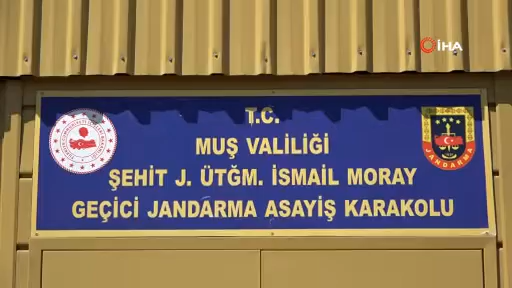 İHA
T.C.
MUŞ VALİLİĞİ
ŞEHİT J. ÜTĞM. İSMAİL MORAY
GEÇİCİ JANDARMA ASAYİŞ KARAKOLU
JANDARMA